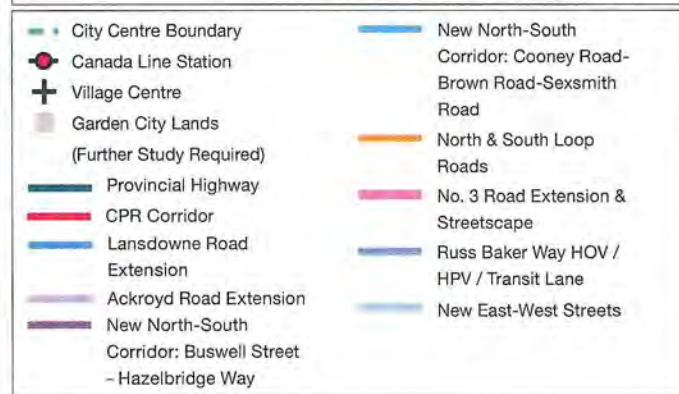 City Centre Boundary
Canada Line Station
Village Centre
Garden City Lands
(Further Study Required)
Provincial Highway
CPR Corridor
Lansdowne Road
Extension
Ackroyd Road Extension
New North-South
Corridor: Buswell Street
– Hazelbridge Way
New North-South
Corridor: Cooney Road-
Brown Road-Sexsmith
Road
North & South Loop
Roads
No. 3 Road Extension &
Streetscape
Russ Baker Way HOV /
HPV / Transit Lane
New East-West Streets